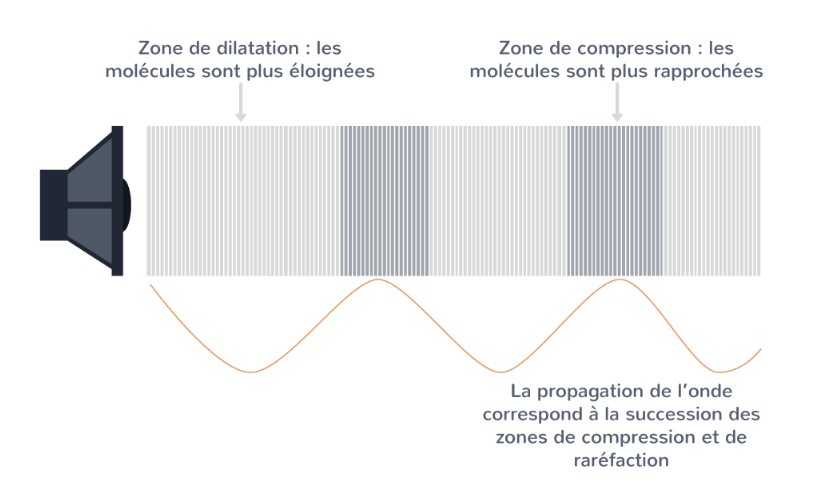 Zone de dilatation : les
molécules sont plus éloignées
Zone de compression : les
molécules sont plus rapprochées
La propagation de l'onde
correspond à la succession des
zones de compression et de
raréfaction